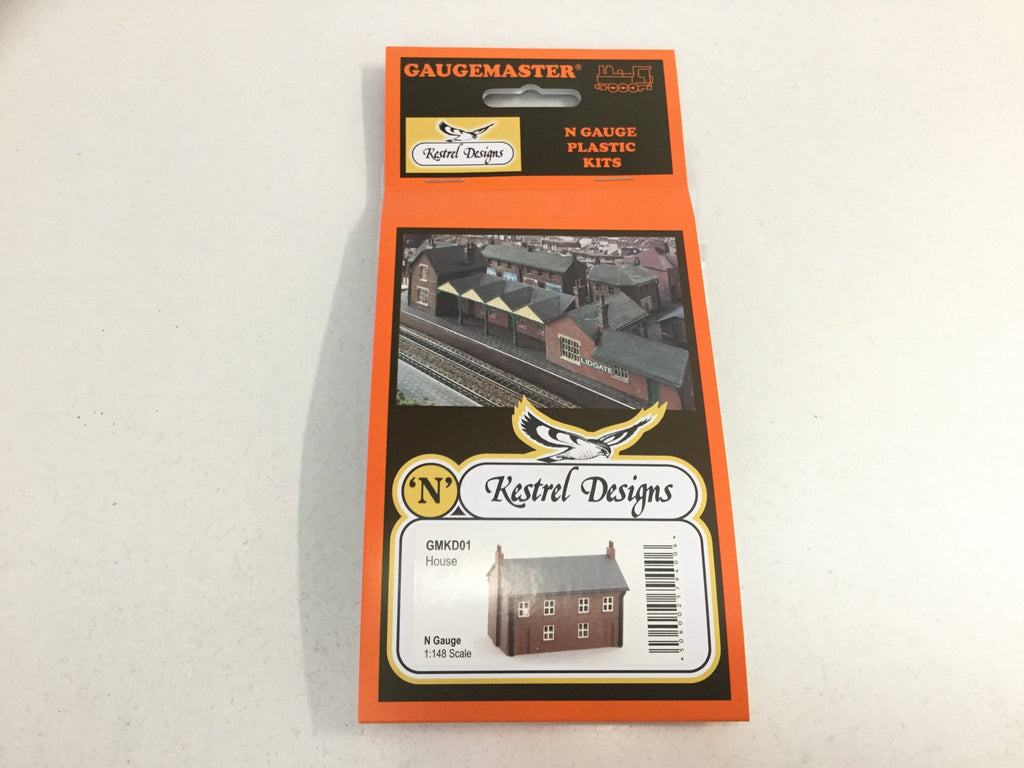 GAUGEMASTER®
Kestrel Designs
N GAUGE
PLASTIC
KITS
LIDGATE
'N'
Kestrel Designs
GMKD01
House
N Gauge
1:148 Scale